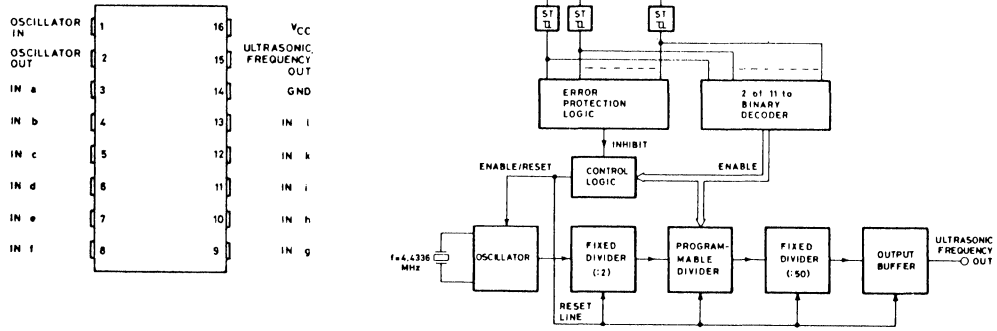 OSCILLATOR
IN
1
16
VCC
OSCILLATOR
OUT
2
15
ULTRASONIC
FREQUENCY
OUT
IN a
3
14
GND
IN b
4
13
IN l
IN c
5
12
IN k
IN d
6
11
IN i
IN e
7
10
IN h
IN f
8
9
IN g
ST
ST
ST
ERROR
PROTECTION
LOGIC
2 of 11 to
BINARY
DECODER
INHIBIT
ENABLE/RESET
CONTROL
LOGIC
ENABLE
f=4,4336
MHz
OSCILLATOR
FIXED
DIVIDER
(:2)
PROGRAM-
MABLE
DIVIDER
FIXED
DIVIDER
(:50)
OUTPUT
BUFFER
ULTRASONIC
FREQUENCY
OUT
RESET
LINE